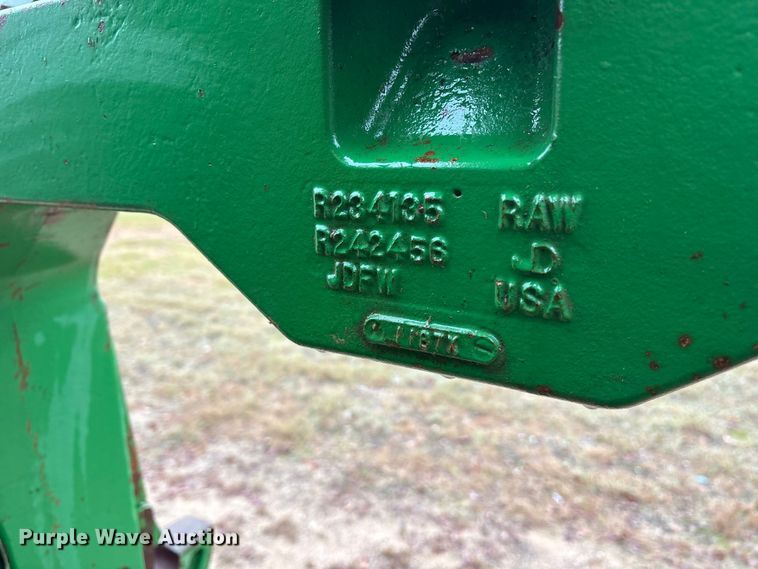 R234135
R242456
JDFW
RAW
JD
USA
Purple Wave Auction